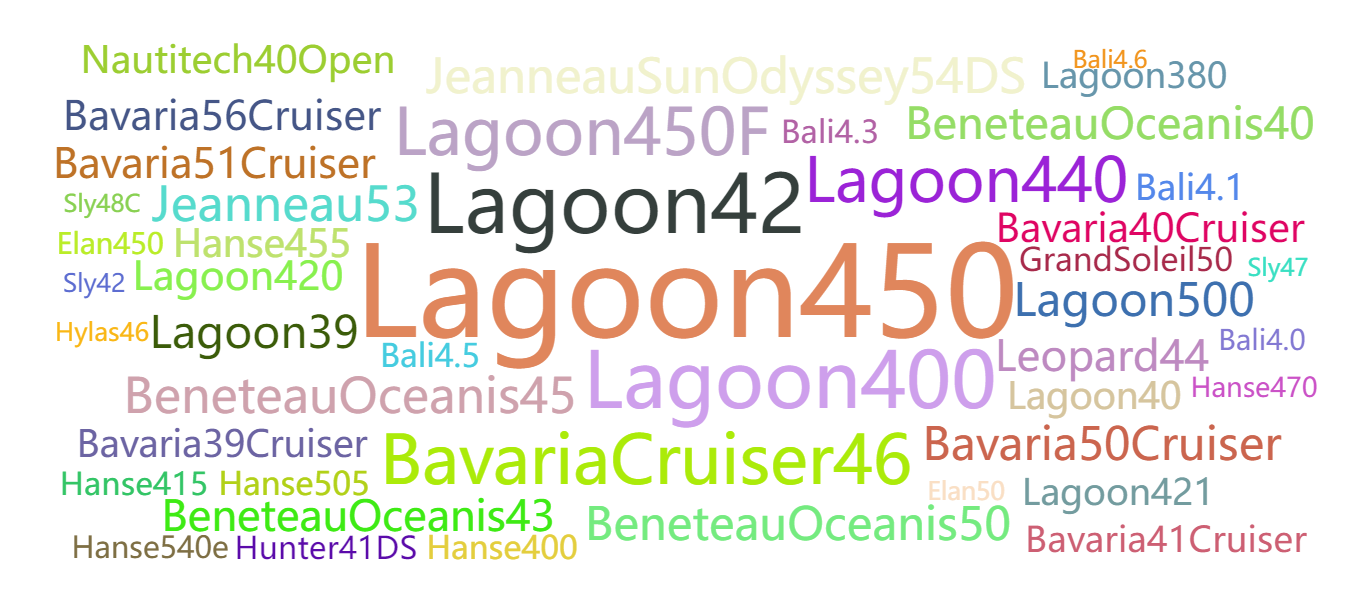 Nautitech40Open
JeanneauSunOdyssey54DS
Bali4.6
Lagoon380
Bavaria56Cruiser
Lagoon450F
Bali4.3
BeneteauOceanis40
Bavaria51Cruiser
Lagoon440
Bali4.1
Sly48C
Jeanneau53
Lagoon42
Bavaria40Cruiser
Elan450
Hanse455
GrandSoleil50
Sly47
Sly42
Lagoon420
Lagoon450
Lagoon500
Hylas46
Lagoon39
Bali4.5
Leopard44
Bali4.0
BeneteauOceanis45
Lagoon400
Lagoon40
Hanse470
Bavaria39Cruiser
BavariaCruiser46
Bavaria50Cruiser
Hanse415
Hanse505
Elan50
Lagoon421
BeneteauOceanis43
BeneteauOceanis50
Hanse540e
Hunter41DS
Hanse400
Bavaria41Cruiser